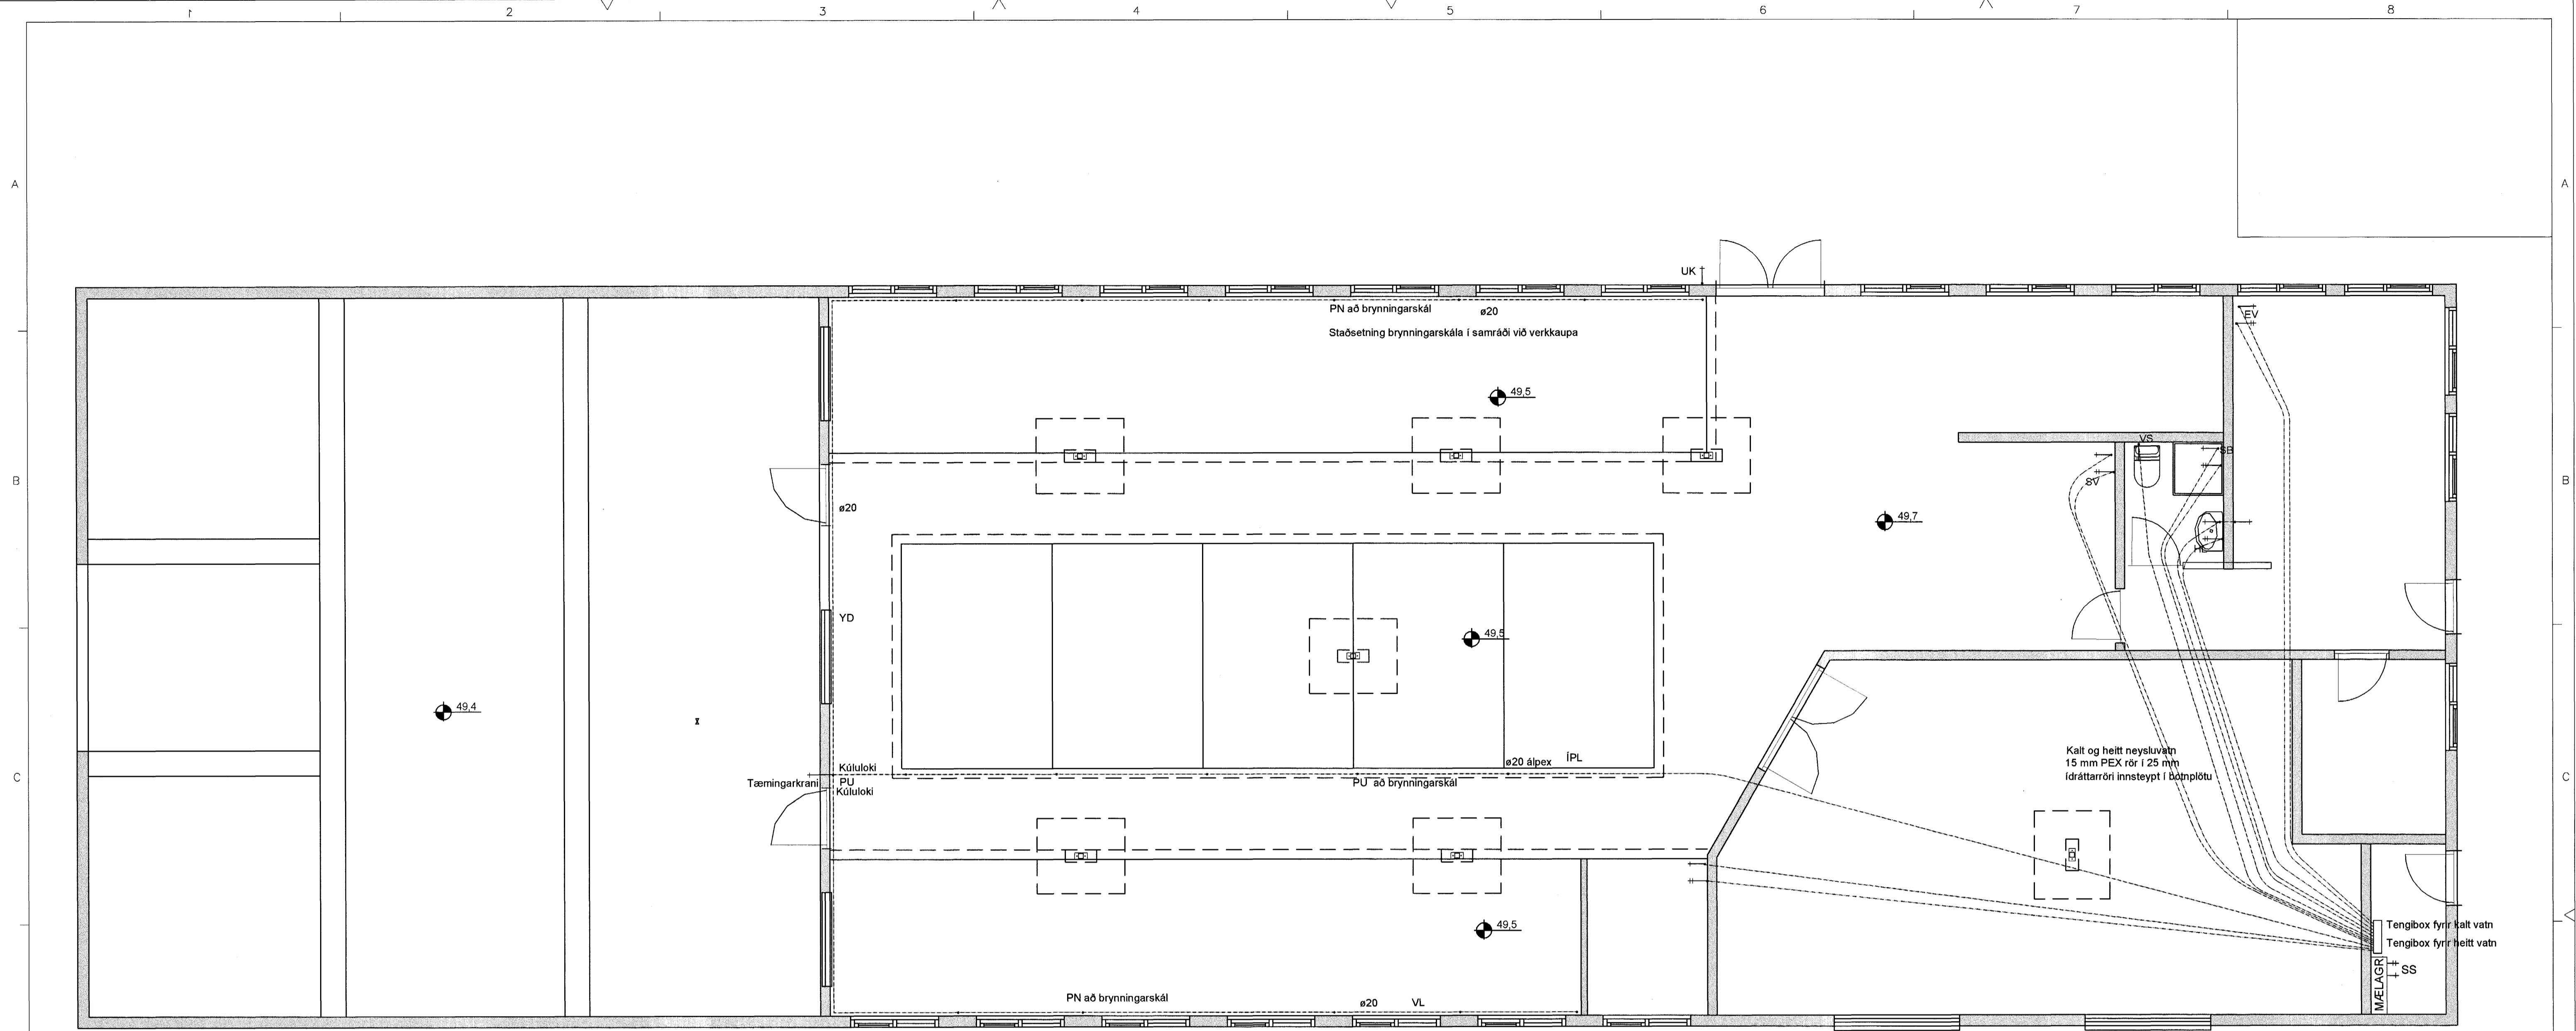 1 2 3 4 5 6 7 8
A A
UK
PN að brynningarskál
ø20
EV
Staðsetning brynningarskála í samráði við verkkaupa
49,5
VS
SB
B B
SV
ø20
49,7
HL
YD
49,5
49,4
Kalt og heitt neysluvatn
15 mm PEX rör í 25 mm
ídráttarröri innsteypt í botnplötu
ø20 álpex
ÍPL
Kúluloki
C C
Tæmingarkrani
PU
PU að brynningarskál
Kúluloki
49,5
Tengibox fyrir kalt vatn
Tengibox fyrir heitt vatn
MÆLAGR
SS
PN að brynningarskál
ø20
VL